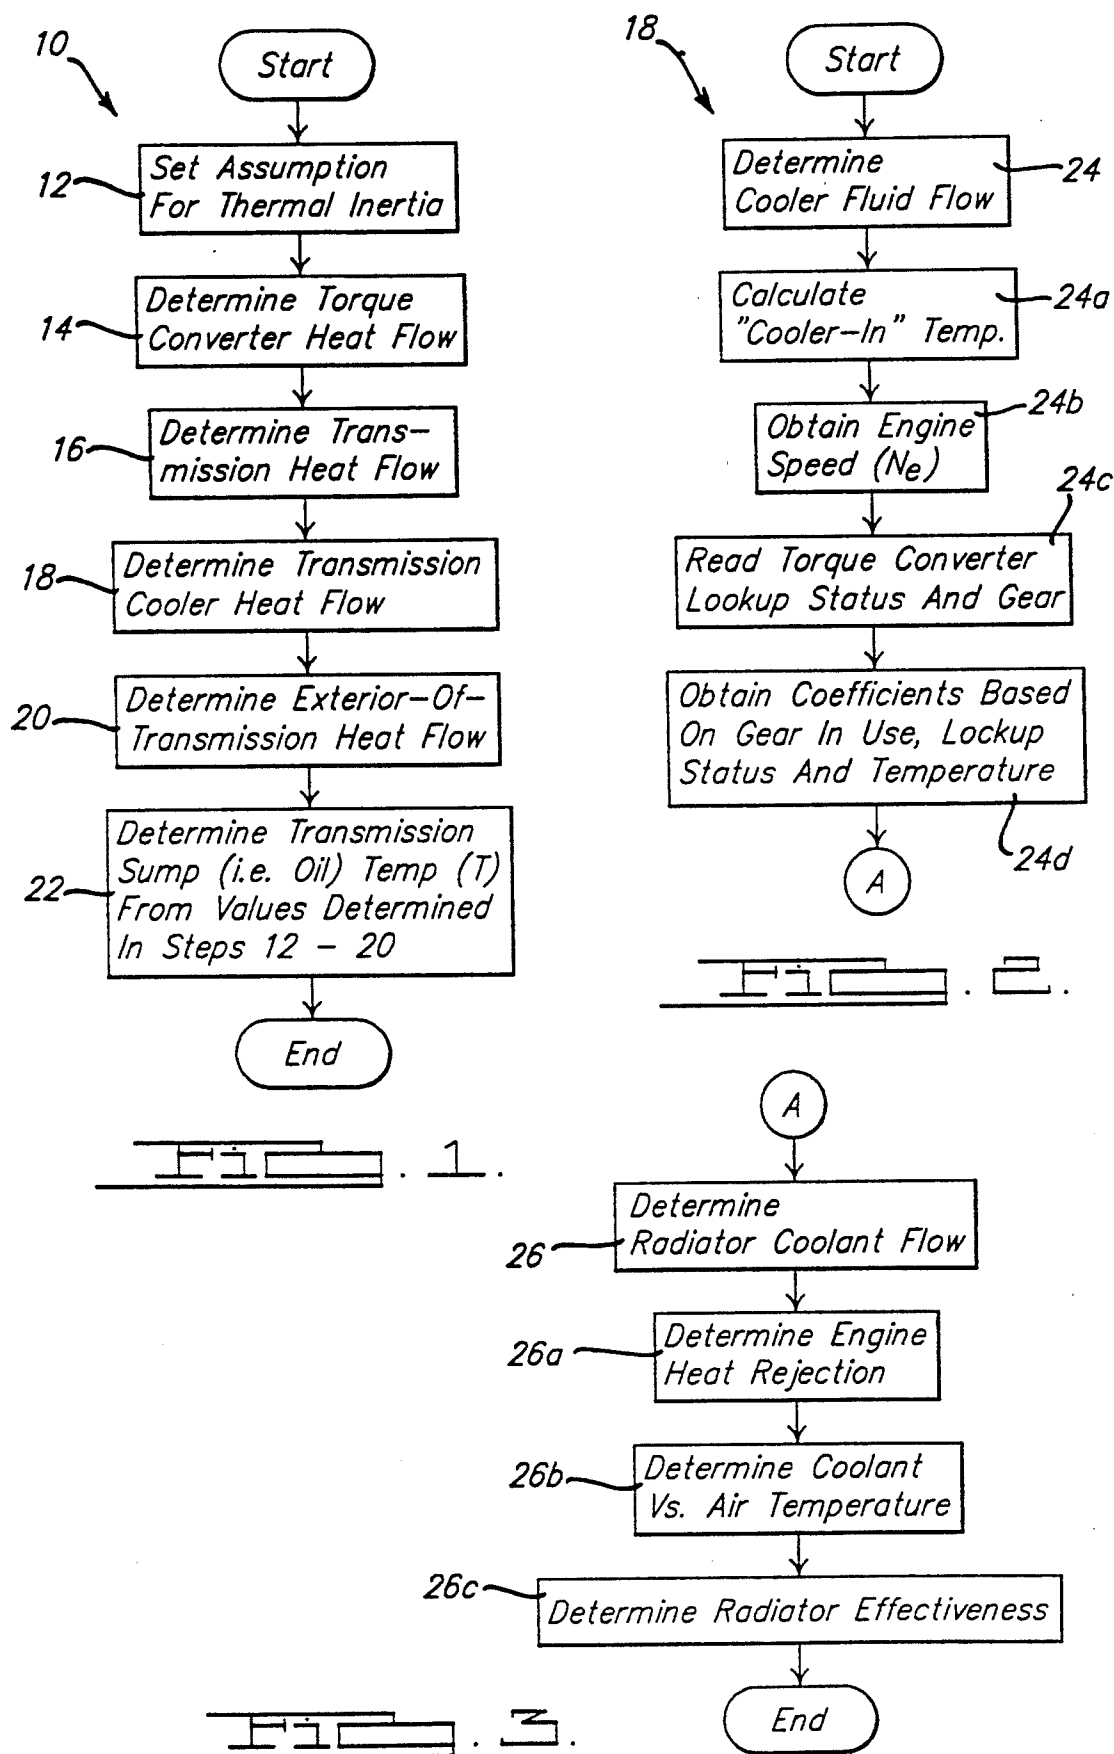 10
Start
12
Set Assumption
For Thermal Inertia
14
Determine Torque
Converter Heat Flow
16
Determine Trans-
mission Heat Flow
18
Determine Transmission
Cooler Heat Flow
20
Determine Exterior-Of-
Transmission Heat Flow
22
Determine Transmission
Sump (i.e. Oil) Temp (T)
From Values Determined
In Steps 12 - 20
End
Fig. 1.
18
Start
Determine
Cooler Fluid Flow
24
Calculate
"Cooler-In" Temp.
24a
Obtain Engine
Speed (Ne)
24b
24c
Read Torque Converter
Lookup Status And Gear
Obtain Coefficients Based
On Gear In Use, Lockup
Status And Temperature
24d
A
Fig. 2.
A
26
Determine
Radiator Coolant Flow
26a
Determine Engine
Heat Rejection
26b
Determine Coolant
Vs. Air Temperature
26c
Determine Radiator Effectiveness
End
Fig. 3.